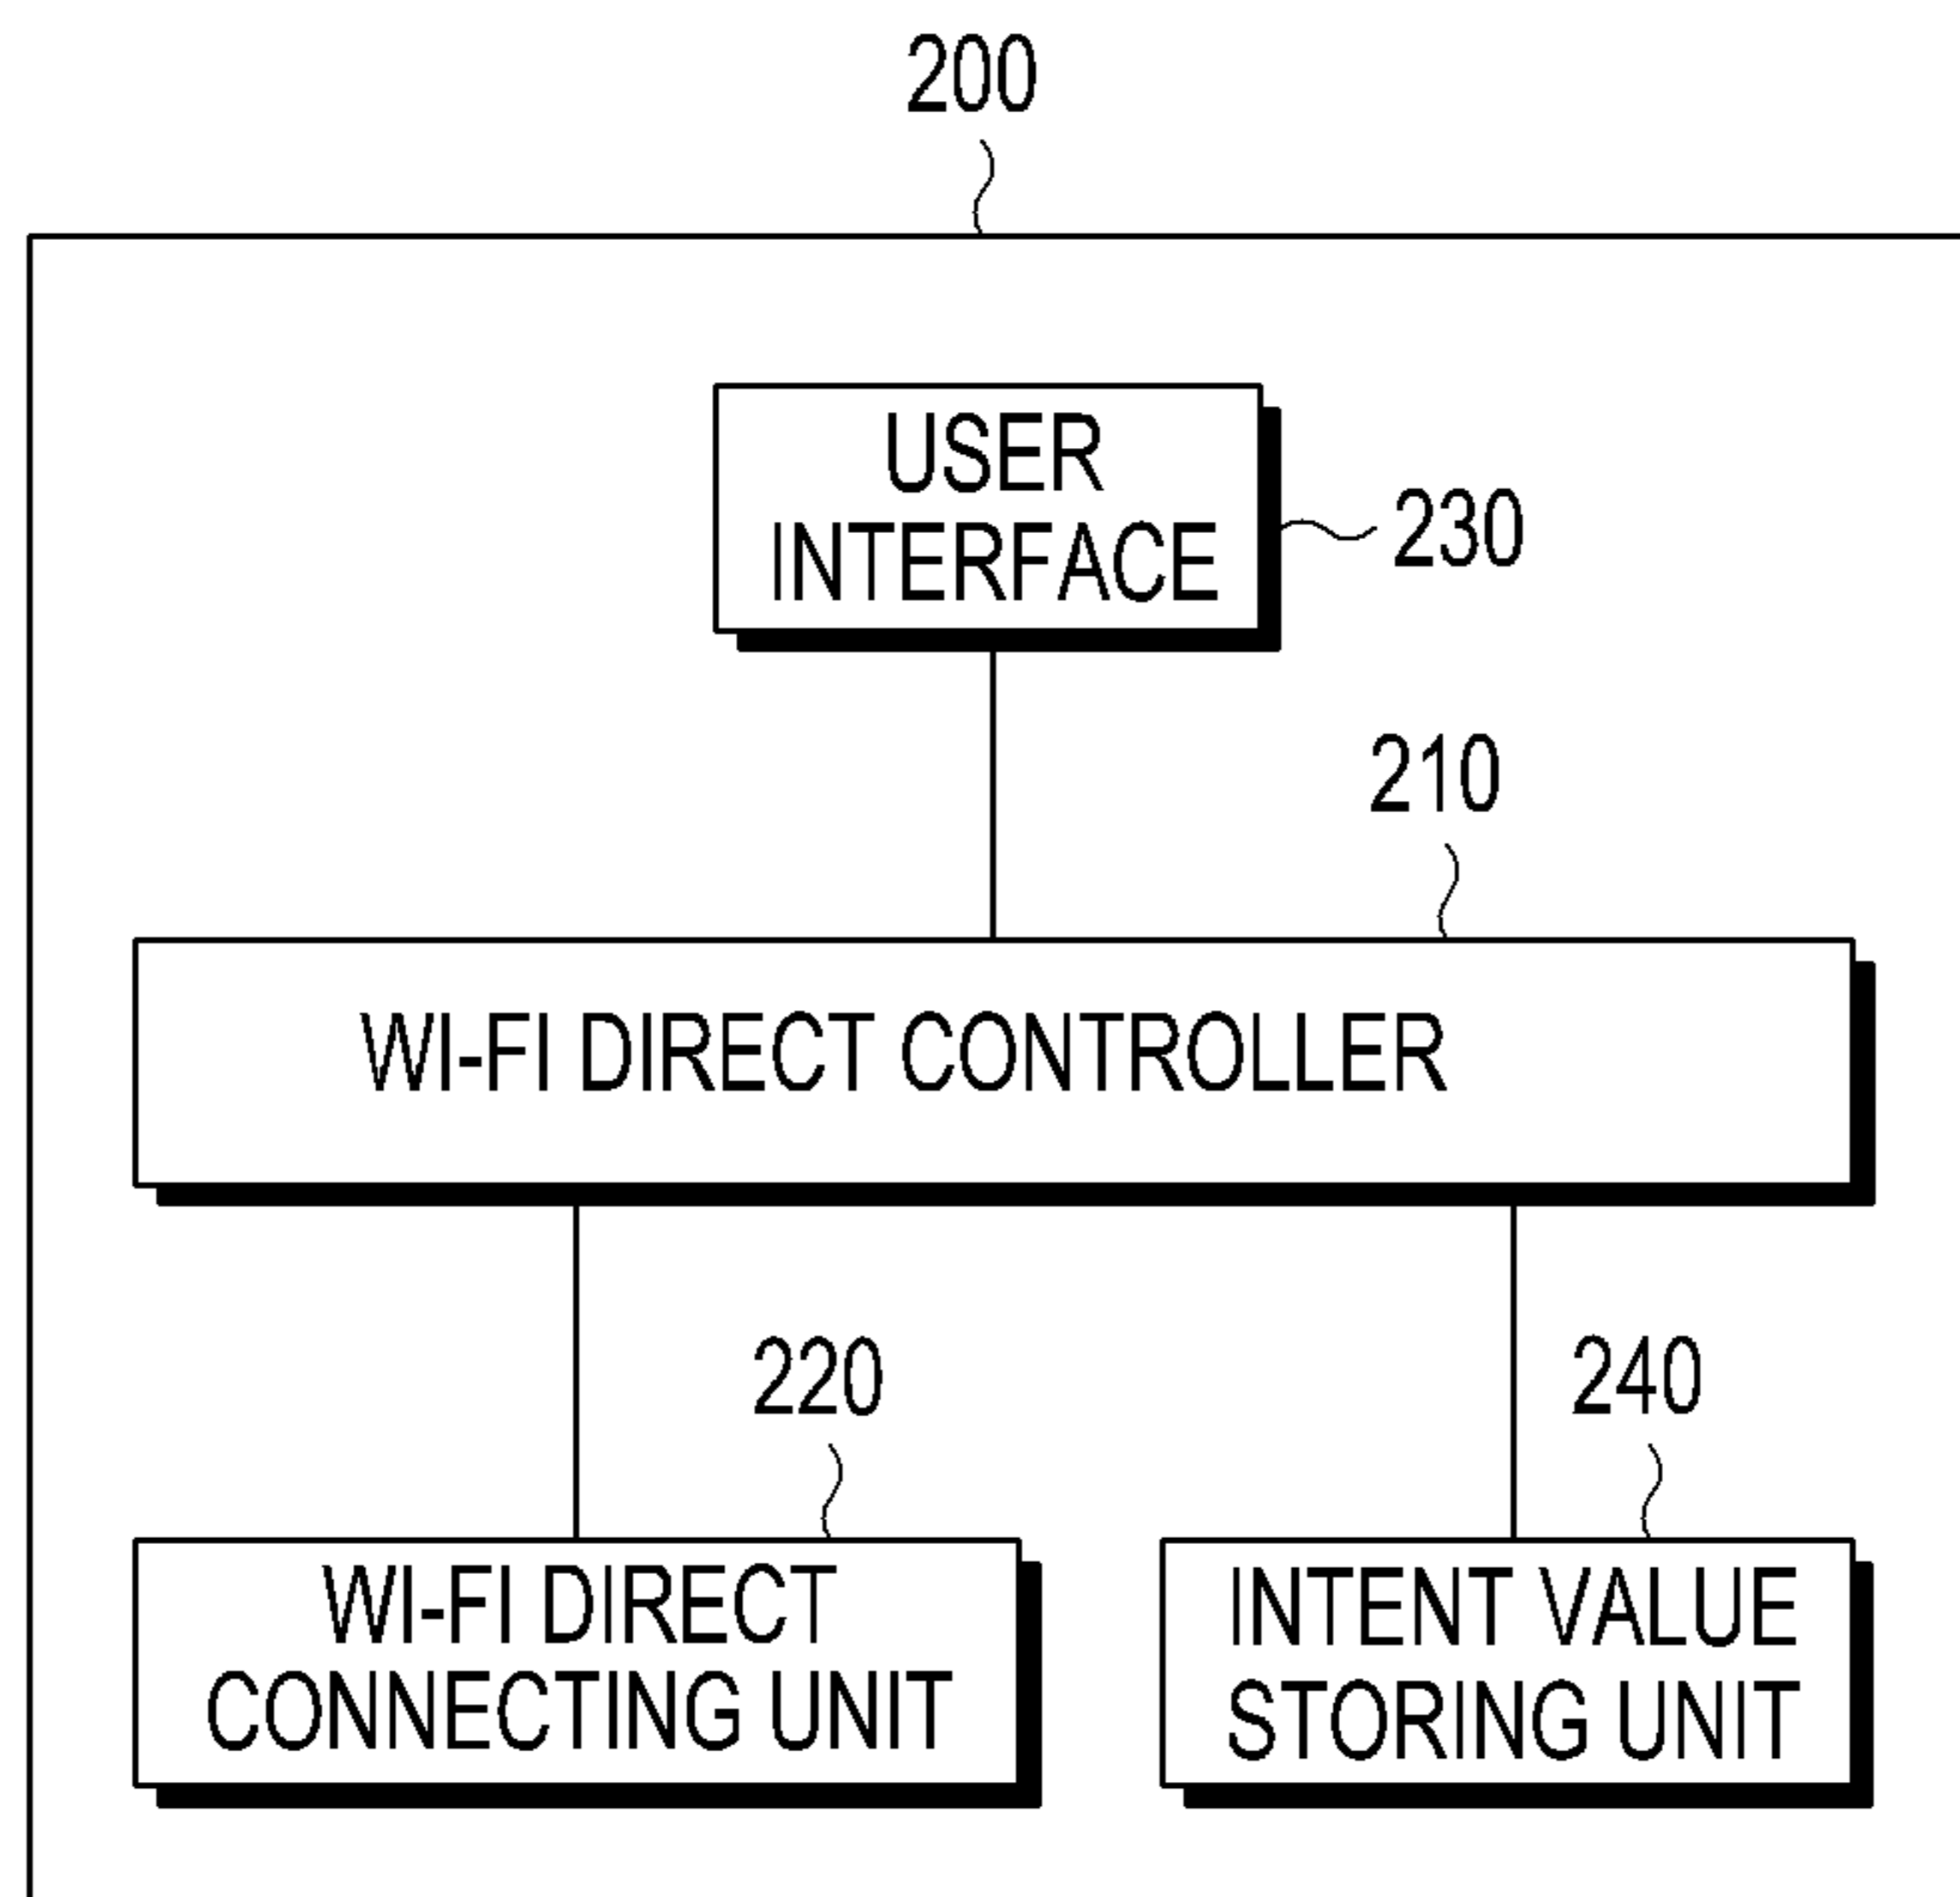 200
USER
INTERFACE
230
210
WI-FI DIRECT CONTROLLER
220
240
WI-FI DIRECT
CONNECTING UNIT
INTENT VALUE
STORING UNIT